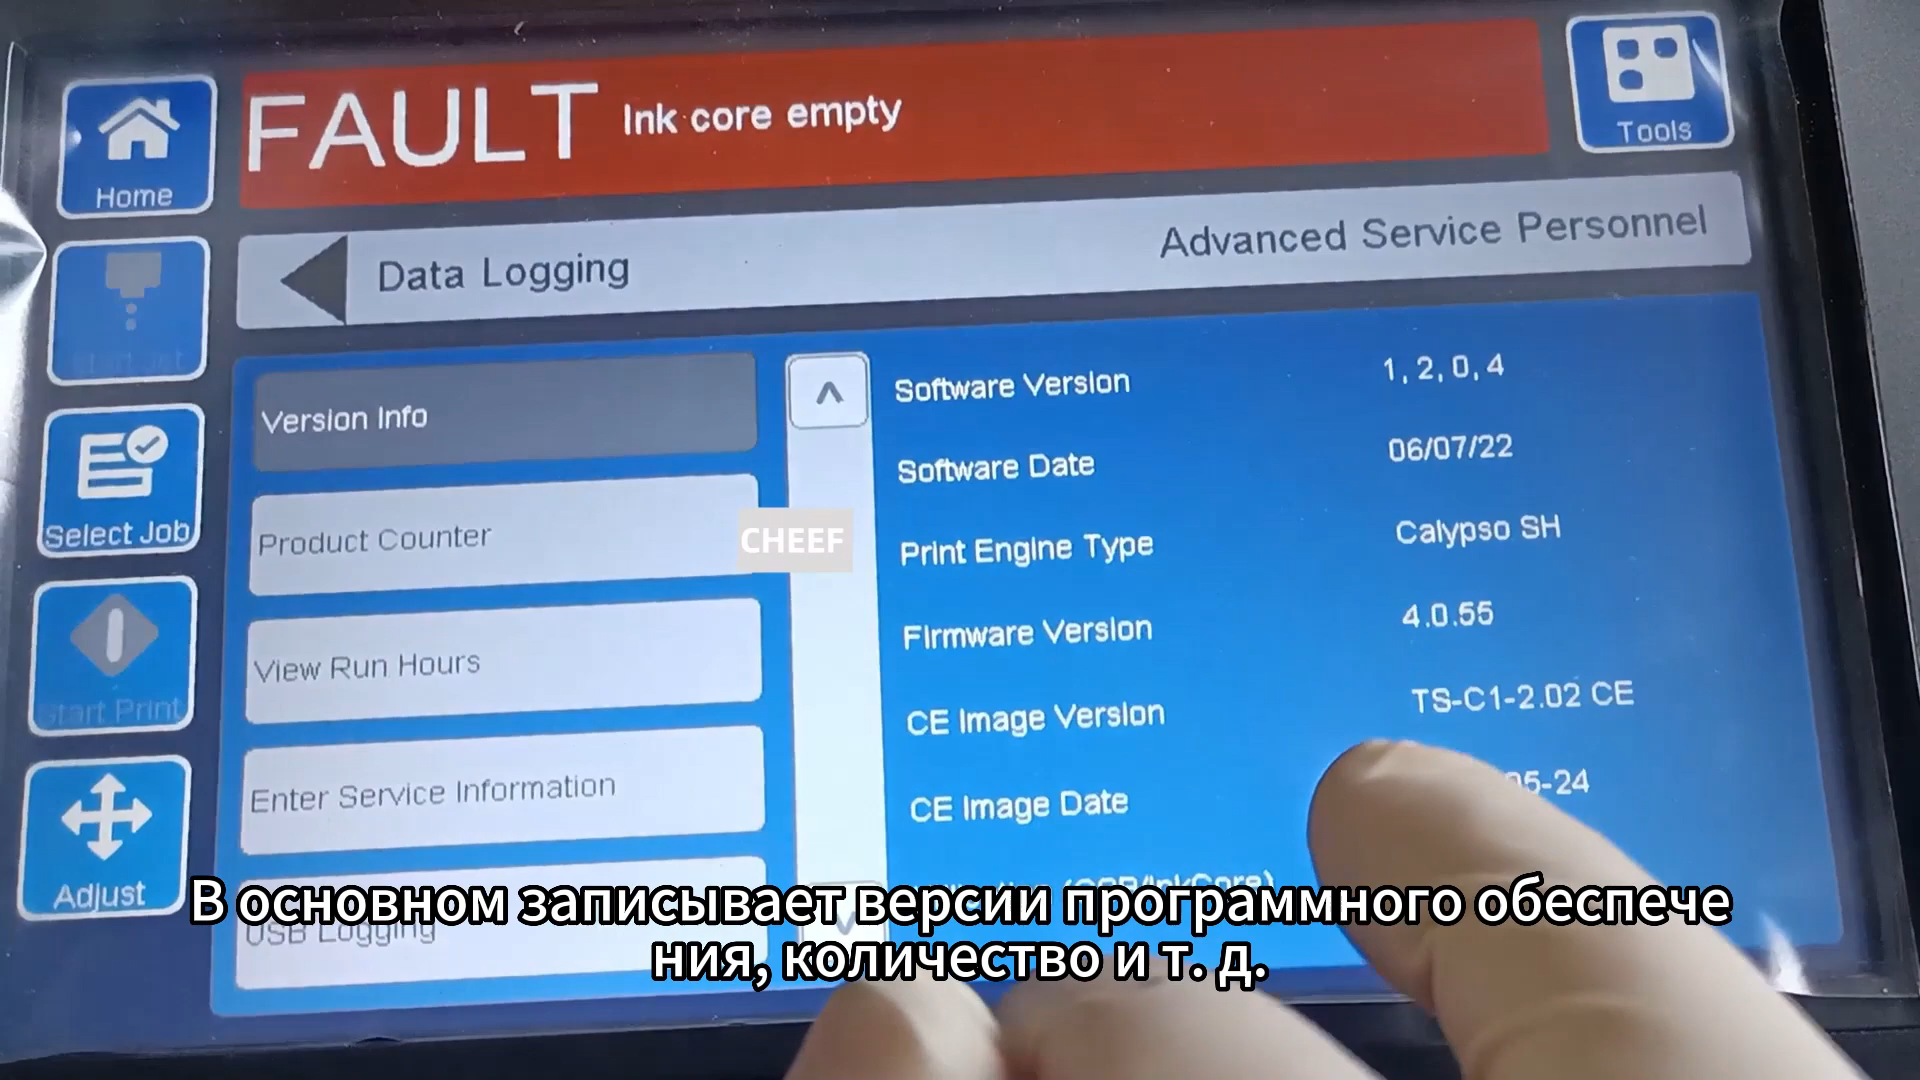 FAULT Ink core empty
Tools
Home
Data Logging
Advanced Service Personnel
Version Info
Product Counter
View Run Hours
Enter Service Information
USB Logging
Select Job
Start Print
Adjust
CHEEF
Software Version 1, 2, 0, 4
Software Date 06/07/22
Print Engine Type Calypso SH
Firmware Version 4.0.55
CE Image Version TS-C1-2.02 CE
CE Image Date 05-24
В основном записывает версии программного обеспече
ния, количество и т. д.